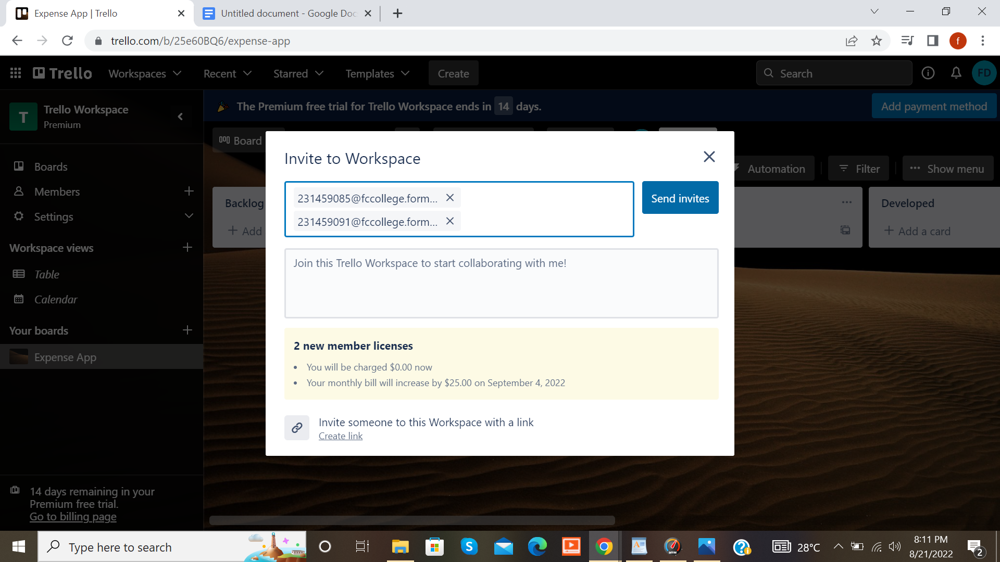 Expense App | Trello
Untitled document - Google Doc
trello.com/b/25e60BQ6/expense-app
f
Trello
Workspaces
Recent
Starred
Templates
Create
Search
FD
T
Trello Workspace
Premium
The Premium free trial for Trello Workspace ends in 14 days.
Add payment method
Board
Automation
Filter
Show menu
Boards
Members
Settings
Workspace views
Table
Calendar
Your boards
Expense App
Backlog
+ Add
Developed
+ Add a card
Invite to Workspace
231459085@fccollege.form...
231459091@fccollege.form...
Send invites
Join this Trello Workspace to start collaborating with me!
2 new member licenses
• You will be charged $0.00 now
• Your monthly bill will increase by $25.00 on September 4, 2022
Invite someone to this Workspace with a link
Create link
14 days remaining in your
Premium free trial.
Go to billing page
Type here to search
S
WPM
28°C
8:11 PM
8/21/2022
2